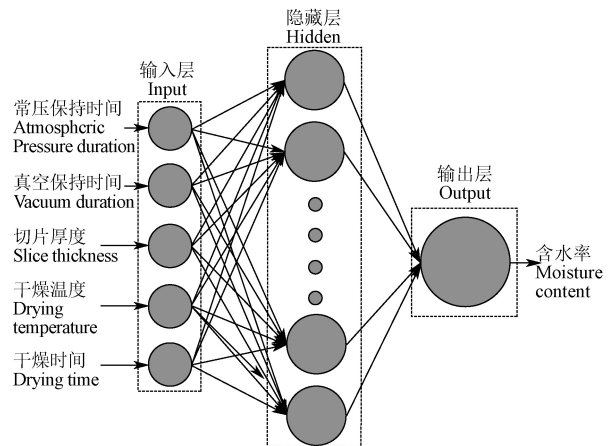 隐藏层
Hidden
输入层
Input
常压保持时间
Atmospheric
Pressure duration
真空保持时间
Vacuum duration
切片厚度
Slice thickness
干燥温度
Drying
temperature
干燥时间
Drying time
输出层
Output
含水率
Moisture
content